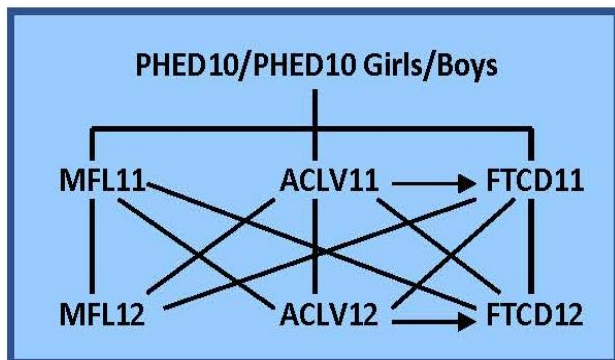 PHED10/PHED10 Girls/Boys
MFL11 ACLV11 FTCD11
MFL12 ACLV12 FTCD12